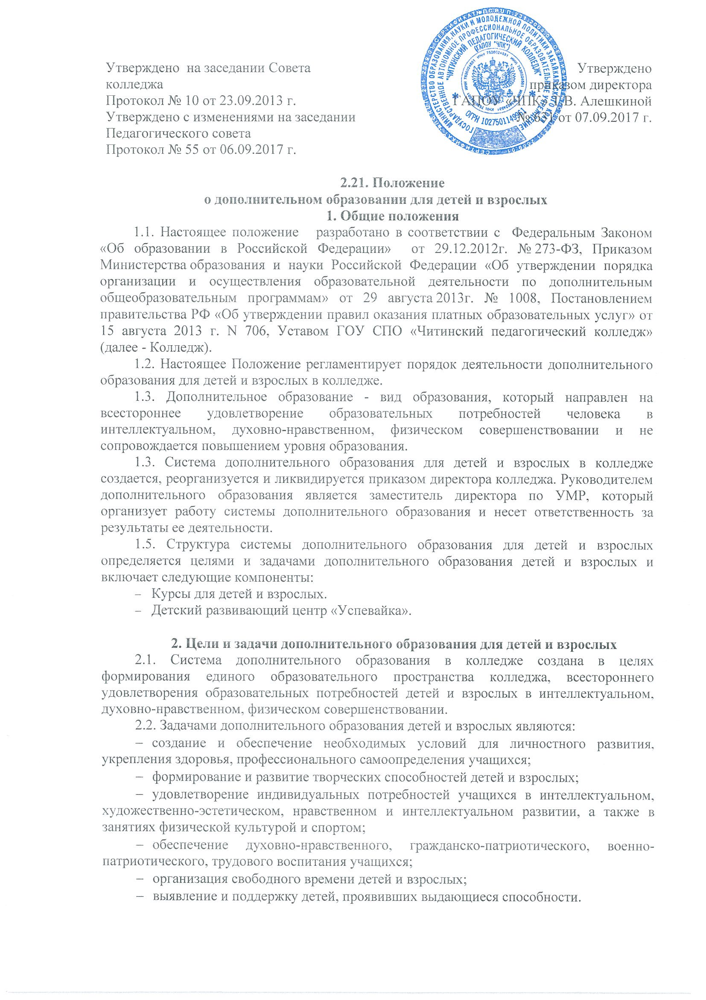 Утверждено на заседании Совета
колледжа
Протокол № 10 от 23.09.2013 г.
Утверждено с изменениями на заседании
Педагогического совета
Протокол № 55 от 06.09.2017 г.
Утверждено
приказом директора
ГАПОУ «ЧПК» Т.В. Алешкиной
№ 631 от 07.09.2017 г.
МИНИСТЕРСТВО ОБРАЗОВАНИЯ, НАУКИ И МОЛОДЕЖНОЙ ПОЛИТИКИ ЗАБАЙКАЛЬСКОГО КРАЯ
ГОСУДАРСТВЕННОЕ АВТОНОМНОЕ ПРОФЕССИОНАЛЬНОЕ ОБРАЗОВАТЕЛЬНОЕ УЧРЕЖДЕНИЕ
"ЧИТИНСКИЙ ПЕДАГОГИЧЕСКИЙ КОЛЛЕДЖ"
(ГАПОУ "ЧПК")
ИНН 7536024581
ОГРН 1027501149961
2.21. Положение
о дополнительном образовании для детей и взрослых
1. Общие положения
1.1. Настоящее положение разработано в соответствии с Федеральным Законом
«Об образовании в Российской Федерации» от 29.12.2012г. № 273-ФЗ, Приказом
Министерства образования и науки Российской Федерации «Об утверждении порядка
организации и осуществления образовательной деятельности по дополнительным
общеобразовательным программам» от 29 августа 2013г. № 1008, Постановлением
правительства РФ «Об утверждении правил оказания платных образовательных услуг» от
15 августа 2013 г. N 706, Уставом ГОУ СПО «Читинский педагогический колледж»
(далее - Колледж).
1.2. Настоящее Положение регламентирует порядок деятельности дополнительного
образования для детей и взрослых в колледже.
1.3. Дополнительное образование - вид образования, который направлен на
всестороннее удовлетворение образовательных потребностей человека в
интеллектуальном, духовно-нравственном, физическом совершенствовании и не
сопровождается повышением уровня образования.
1.3. Система дополнительного образования для детей и взрослых в колледже
создается, реорганизуется и ликвидируется приказом директора колледжа. Руководителем
дополнительного образования является заместитель директора по УМР, который
организует работу системы дополнительного образования и несет ответственность за
результаты ее деятельности.
1.5. Структура системы дополнительного образования для детей и взрослых
определяется целями и задачами дополнительного образования детей и взрослых и
включает следующие компоненты:
– Курсы для детей и взрослых.
– Детский развивающий центр «Успевайка».
2. Цели и задачи дополнительного образования для детей и взрослых
2.1. Система дополнительного образования в колледже создана в целях
формирования единого образовательного пространства колледжа, всестороннего
удовлетворения образовательных потребностей детей и взрослых в интеллектуальном,
духовно-нравственном, физическом совершенствовании.
2.2. Задачами дополнительного образования детей и взрослых являются:
– создание и обеспечение необходимых условий для личностного развития,
укрепления здоровья, профессионального самоопределения учащихся;
– формирование и развитие творческих способностей детей и взрослых;
– удовлетворение индивидуальных потребностей учащихся в интеллектуальном,
художественно-эстетическом, нравственном и интеллектуальном развитии, а также в
занятиях физической культурой и спортом;
– обеспечение духовно-нравственного, гражданско-патриотического, военно-
патриотического, трудового воспитания учащихся;
– организация свободного времени детей и взрослых;
– выявление и поддержку детей, проявивших выдающиеся способности.